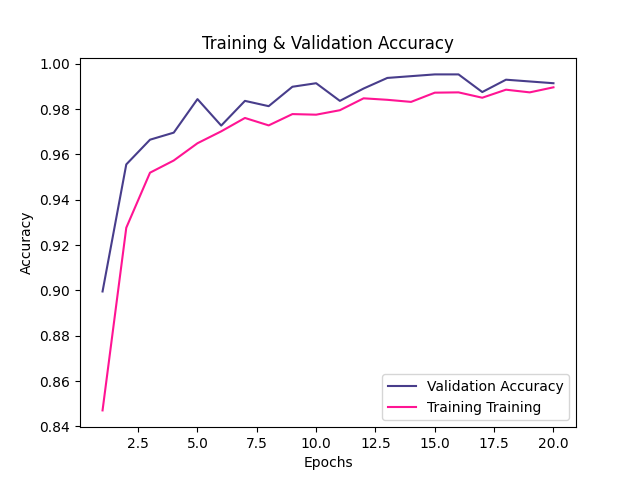 Training & Validation Accuracy
Accuracy
1.00
0.98
0.96
0.94
0.92
0.90
0.88
0.86
0.84
Validation Accuracy
Training Training
2.5 5.0 7.5 10.0 12.5 15.0 17.5 20.0
Epochs